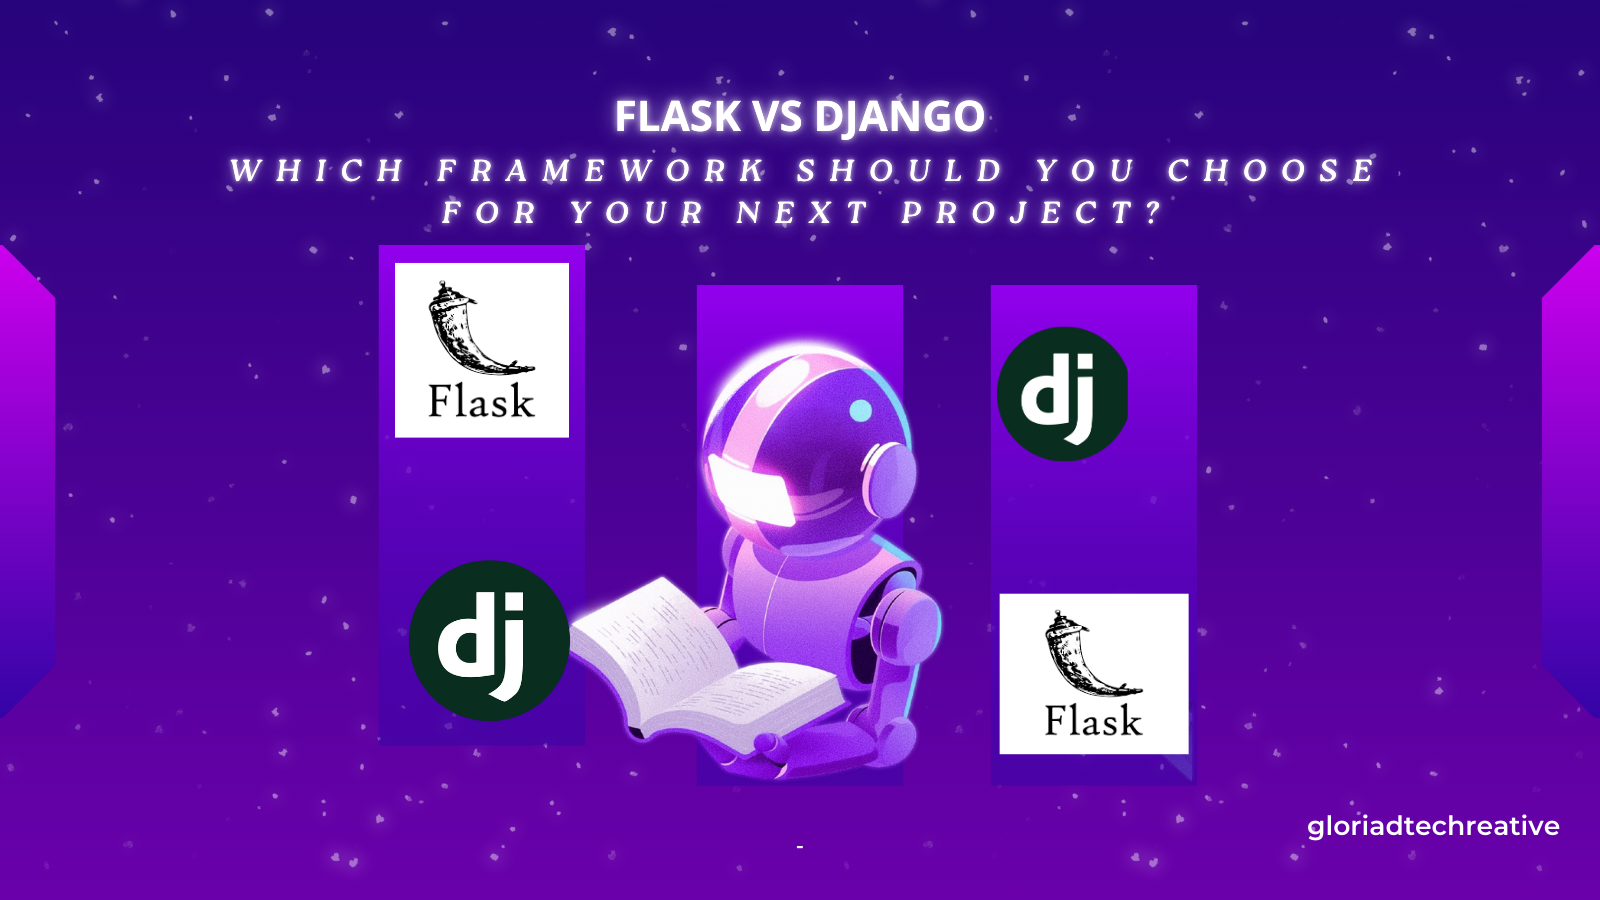 FLASK VS DJANGO
WHICH FRAMEWORK SHOULD YOU CHOOSE
FOR YOUR NEXT PROJECT?
Flask
dj
dj
Flask
gloriadtechreative
-